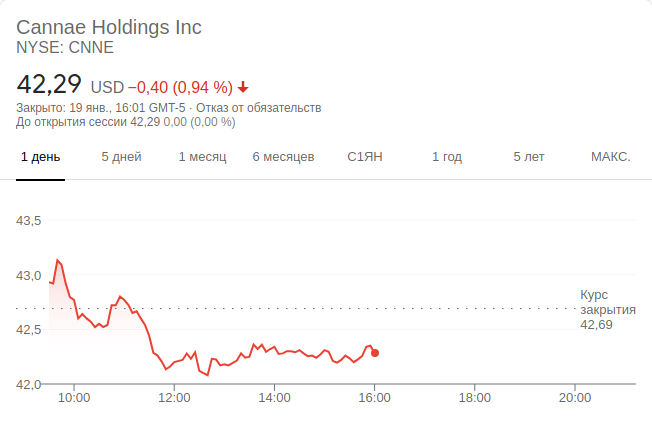 Cannae Holdings Inc
NYSE: CNNE
42,29 USD −0,40 (0,94 %)
Закрыто: 19 янв., 16:01 GMT-5 · Отказ от обязательств
До открытия сессии 42,29 0,00 (0,00 %)
1 день 5 дней 1 месяц 6 месяцев С1ЯН 1 год 5 лет МАКС.
43,5
43,0
Курс
закрытия
42,69
42,5
42,0
10:00 12:00 14:00 16:00 18:00 20:00